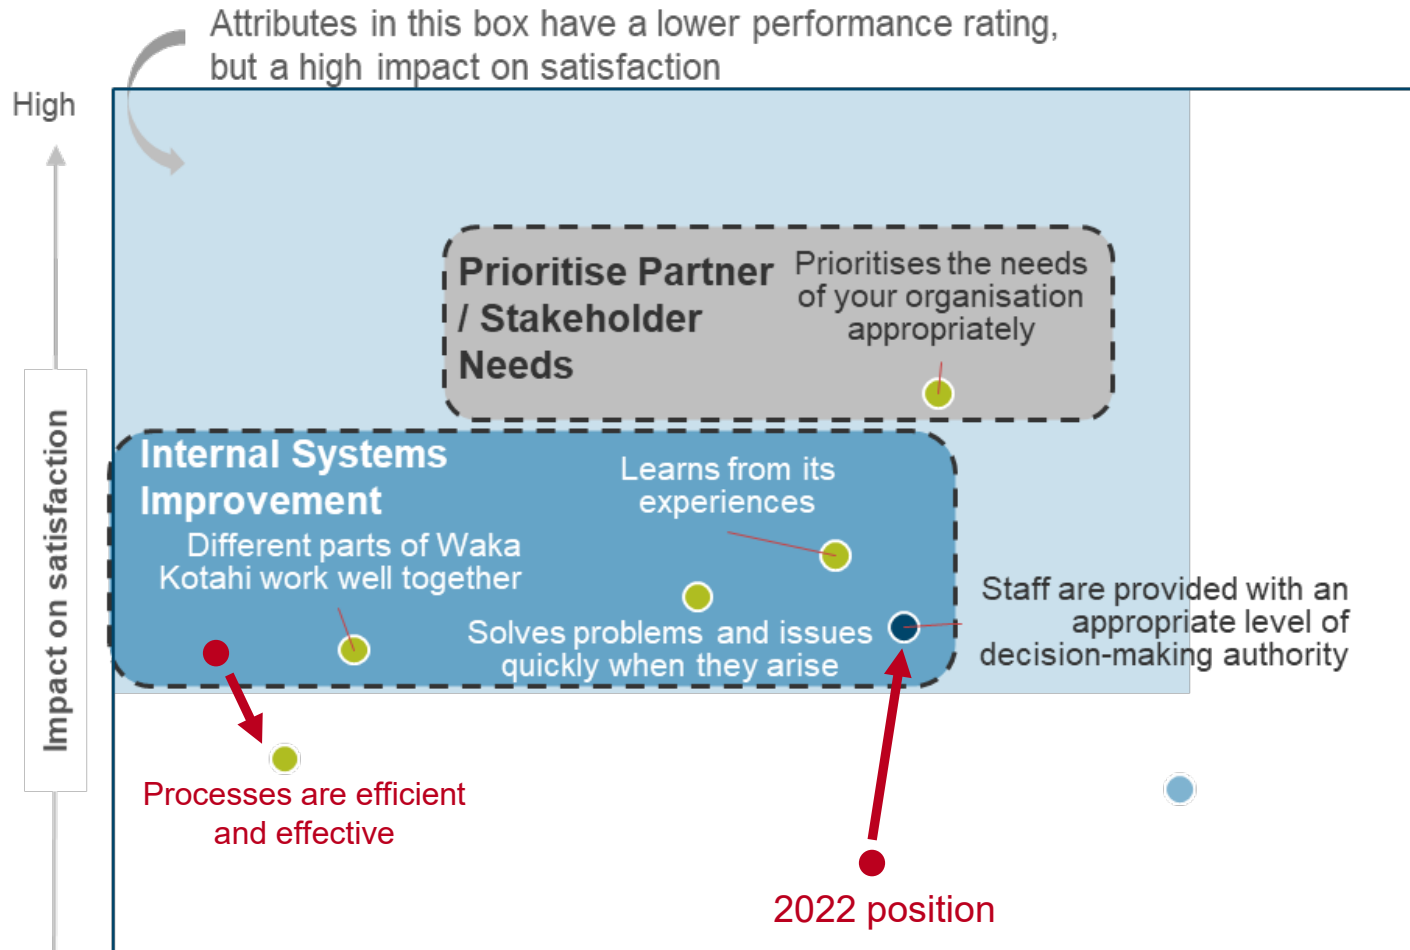 Attributes in this box have a lower performance rating,
but a high impact on satisfaction
High
Prioritise Partner
/ Stakeholder
Needs
Prioritises the needs
of your organisation
appropriately
Impact on satisfaction
Internal Systems
Improvement
Learns from its
experiences
Different parts of Waka
Kotahi work well together
Solves problems and issues
quickly when they arise
Staff are provided with an
appropriate level of
decision-making authority
Processes are efficient
and effective
2022 position